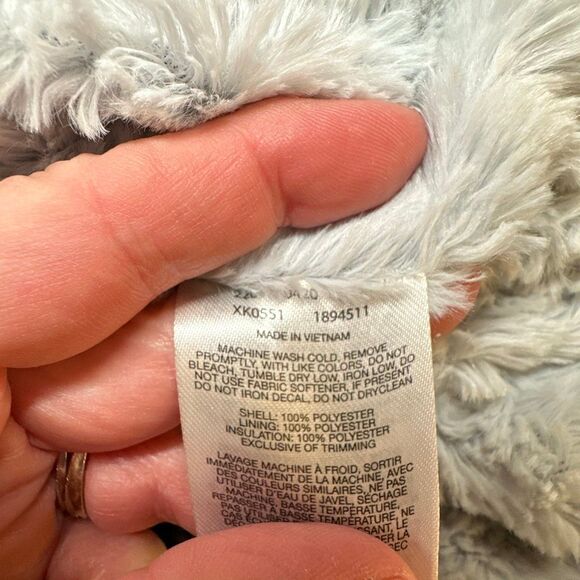 XK0551 1894511
MADE IN VIETNAM
MACHINE WASH COLD, REMOVE
PROMPTLY, WITH LIKE COLORS, DO NOT
BLEACH, TUMBLE DRY LOW, IRON LOW, DO
NOT USE FABRIC SOFTENER, IF PRESENT
DO NOT IRON DECAL, DO NOT DRYCLEAN
SHELL: 100% POLYESTER
LINING: 100% POLYESTER
INSULATION: 100% POLYESTER
EXCLUSIVE OF TRIMMING
LAVAGE MACHINE À FROID, SORTIR
IMMÉDIATEMENT DE LA MACHINE, AVEC
DES COULEURS SIMILAIRES, NE PAS
UTILISER D'EAU DE JAVEL, SÉCHAGE
MACHINE BASSE TEMPÉRATURE,
REPASSER À BASSE TEMPÉRATURE, NE
LE
SEC